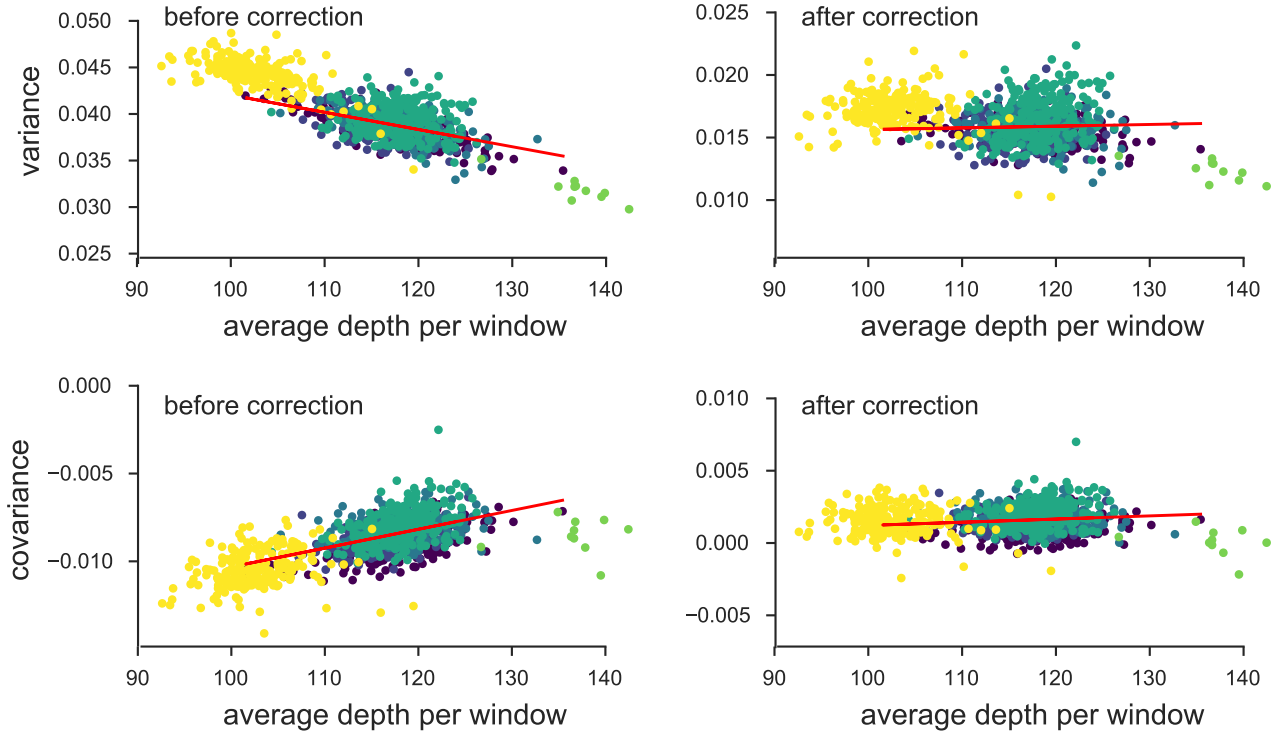 0.050
before correction
0.045
0.040
0.035
0.030
0.025
variance
90 100 110 120 130 140
average depth per window
0.025
after correction
0.020
0.015
0.010
90 100 110 120 130 140
average depth per window
0.000
before correction
−0.005
−0.010
covariance
90 100 110 120 130 140
average depth per window
0.010
after correction
0.005
0.000
−0.005
90 100 110 120 130 140
average depth per window